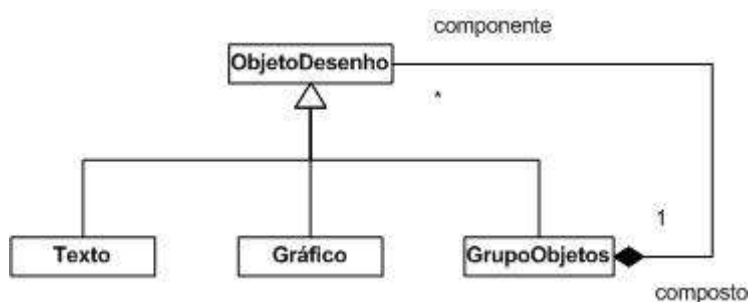 componente
ObjetoDesenho
*
1
Texto
Gráfico
GrupoObjetos
composto